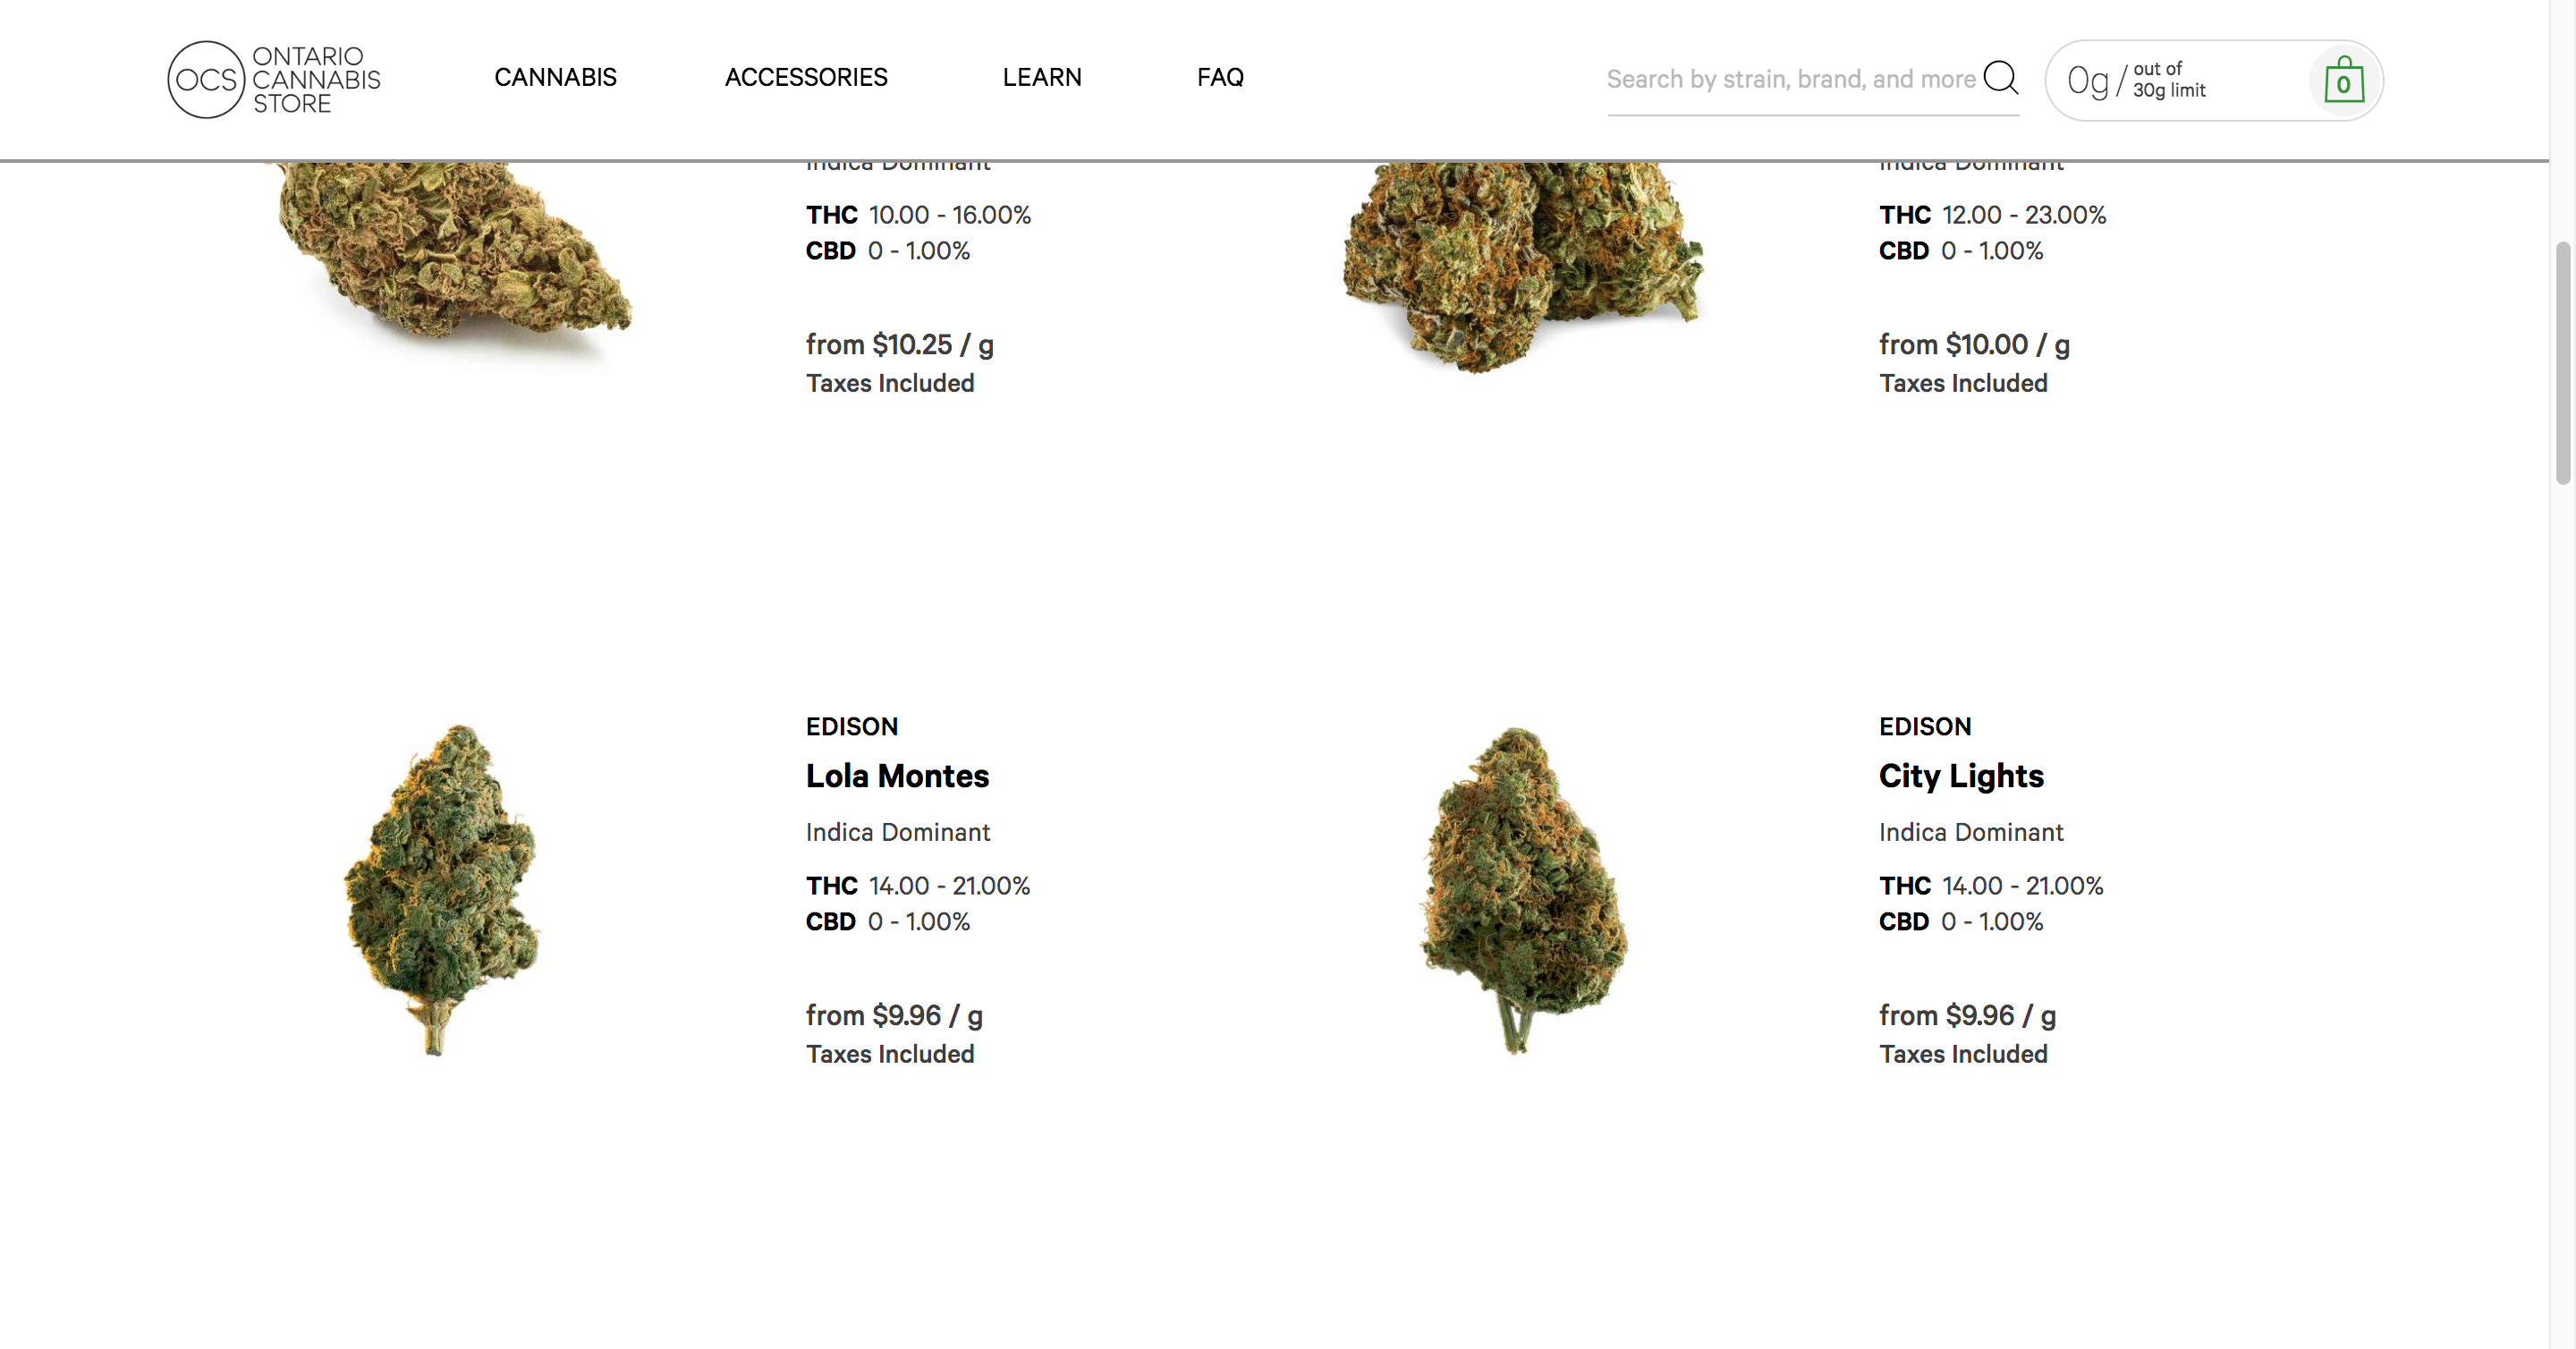 OCS
ONTARIO
CANNABIS
STORE
CANNABIS
ACCESSORIES
LEARN
FAQ
Search by strain, brand, and more
0g/
out of
30g limit
0
Indica Dominant
THC 10.00 - 16.00%
CBD 0 - 1.00%
from $10.25 / g
Taxes Included
Indica Dominant
THC 12.00 - 23.00%
CBD 0 - 1.00%
from $10.00 / g
Taxes Included
EDISON
Lola Montes
Indica Dominant
THC 14.00 - 21.00%
CBD 0 - 1.00%
from $9.96 / g
Taxes Included
EDISON
City Lights
Indica Dominant
THC 14.00 - 21.00%
CBD 0 - 1.00%
from $9.96 / g
Taxes Included